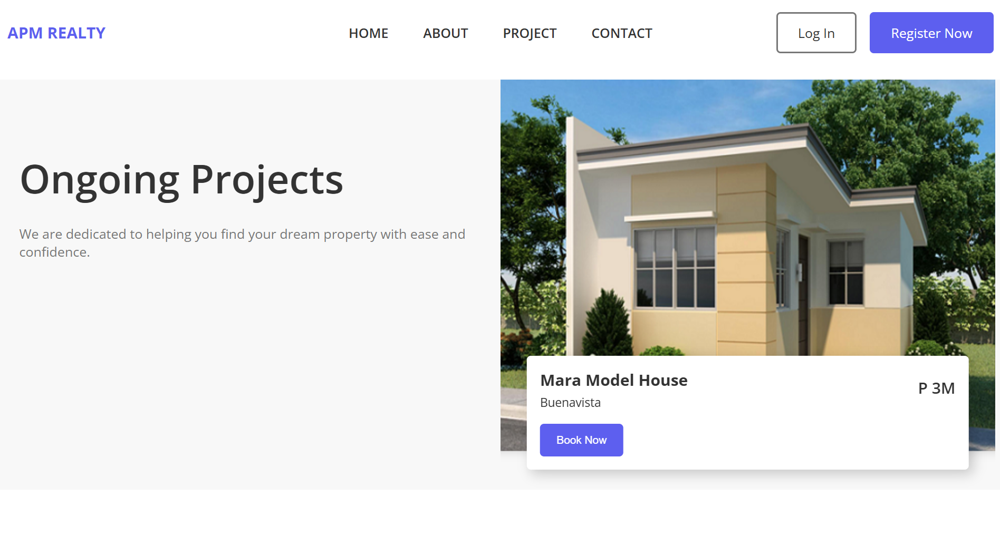 APM REALTY
HOME ABOUT PROJECT CONTACT
Log In
Register Now
Ongoing Projects
We are dedicated to helping you find your dream property with ease and
confidence.
Mara Model House
P 3M
Buenavista
Book Now